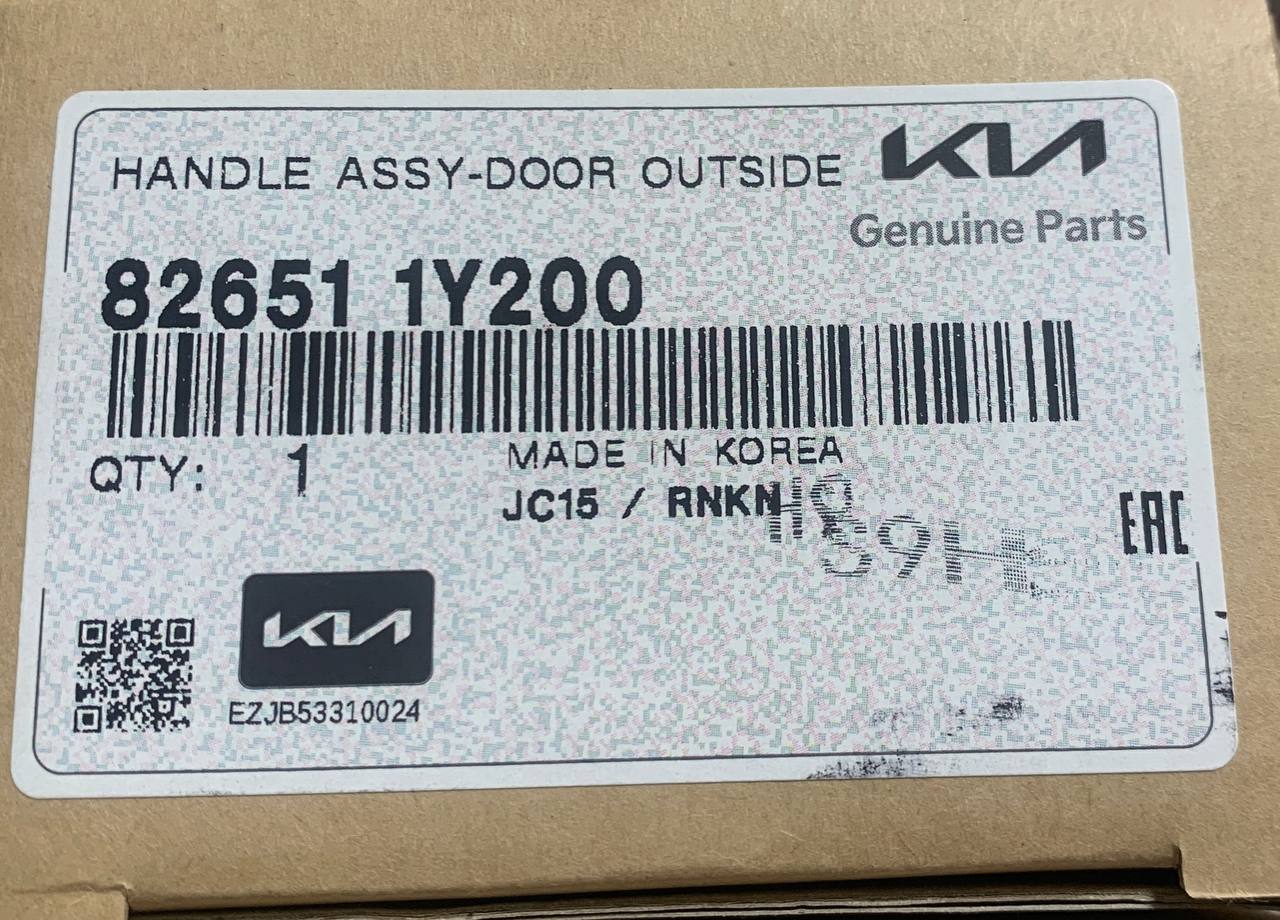 HANDLE ASSY-DOOR OUTSIDE
KIA
Genuine Parts
82651 1Y200
QTY: 1
MADE IN KOREA
JC15 / RNKN
EAC
KIA
EZJB53310024